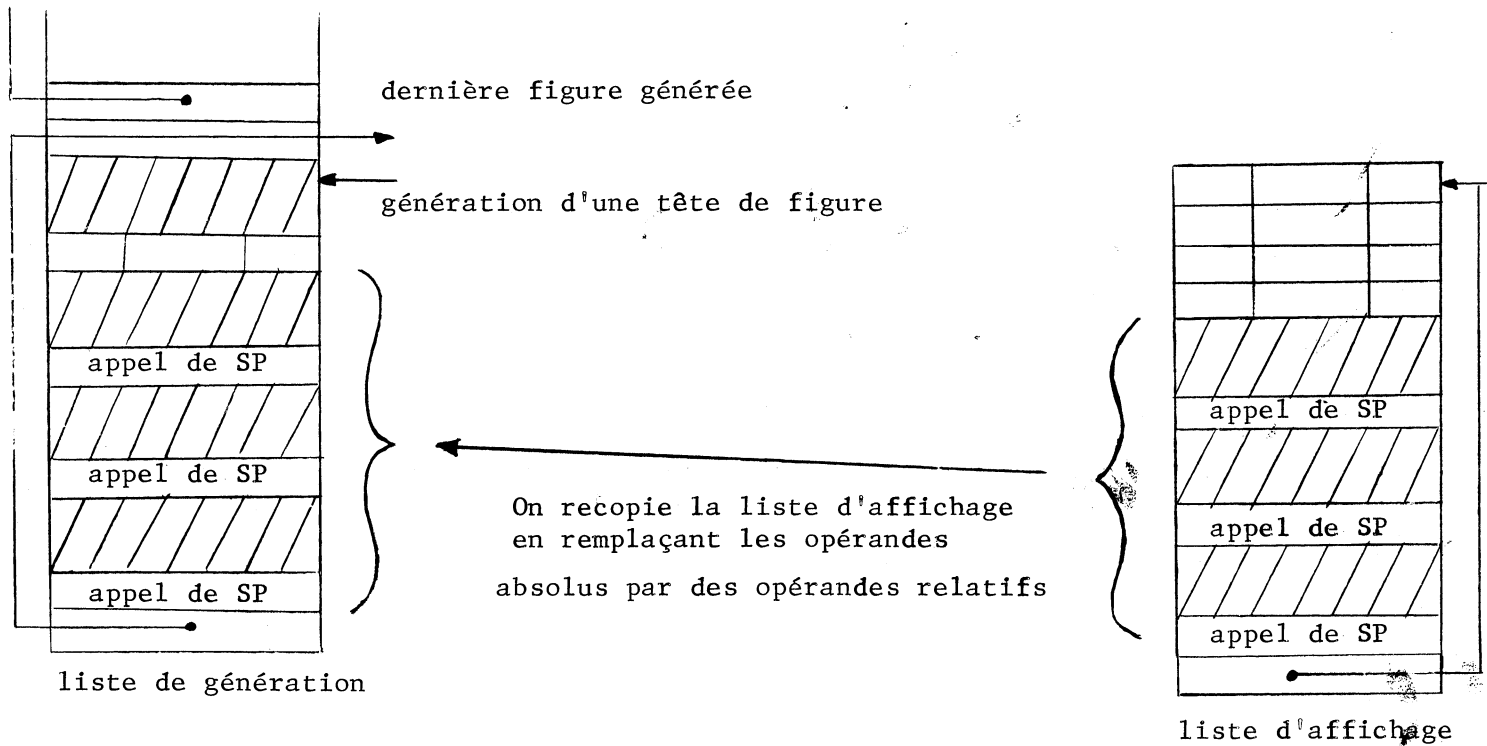 dernière figure générée
génération d'une tête de figure
appel de SP
appel de SP
appel de SP
liste de génération
On recopie la liste d'affichage
en remplaçant les opérandes
absolus par des opérandes relatifs
appel de SP
appel de SP
appel de SP
liste d'affichage